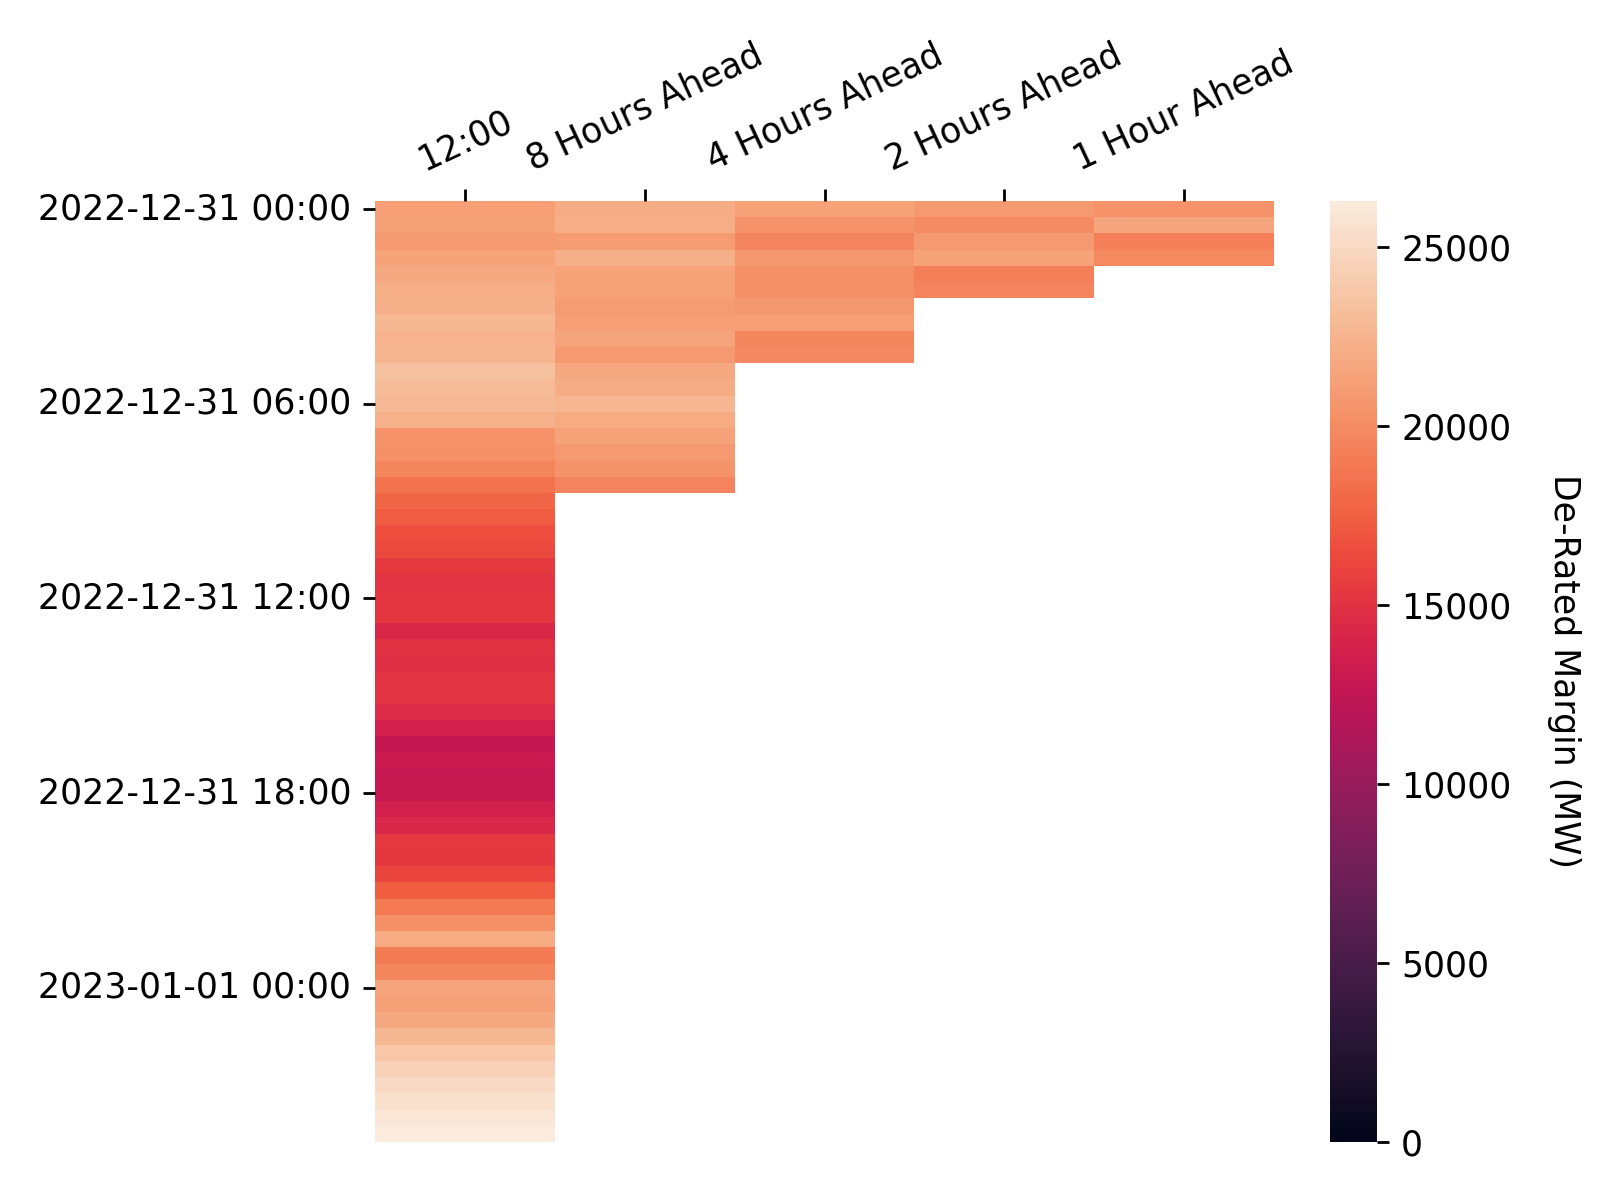 12:00
8 Hours Ahead
4 Hours Ahead
2 Hours Ahead
1 Hour Ahead
2022-12-31 00:00
2022-12-31 06:00
2022-12-31 12:00
2022-12-31 18:00
2023-01-01 00:00
25000
20000
15000
10000
5000
0
De-Rated Margin (MW)